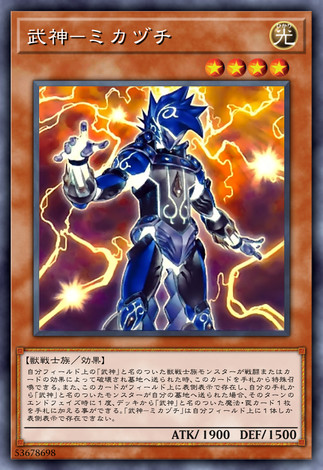 武神－ミカヅチ
光
【獣戦士族／効果】
自分フィールド上の「武神」と名のついた獣戦士族モンスターが戦闘またはカ
ードの効果によって破壊され墓地へ送られた時、このカードを手札から特殊召
喚できる。また、このカードがフィールド上に表側表示で存在し、自分の手札か
ら「武神」と名のついたモンスターが自分の墓地へ送られた場合、そのターンの
エンドフェイズ時に１度、デッキから「武神」と名のついた魔法・罠カード１枚
を手札に加える事ができる。「武神－ミカヅチ」は自分フィールド上に１体しか
表側表示で存在できない。
ATK/ 1900 DEF/1500
53678698